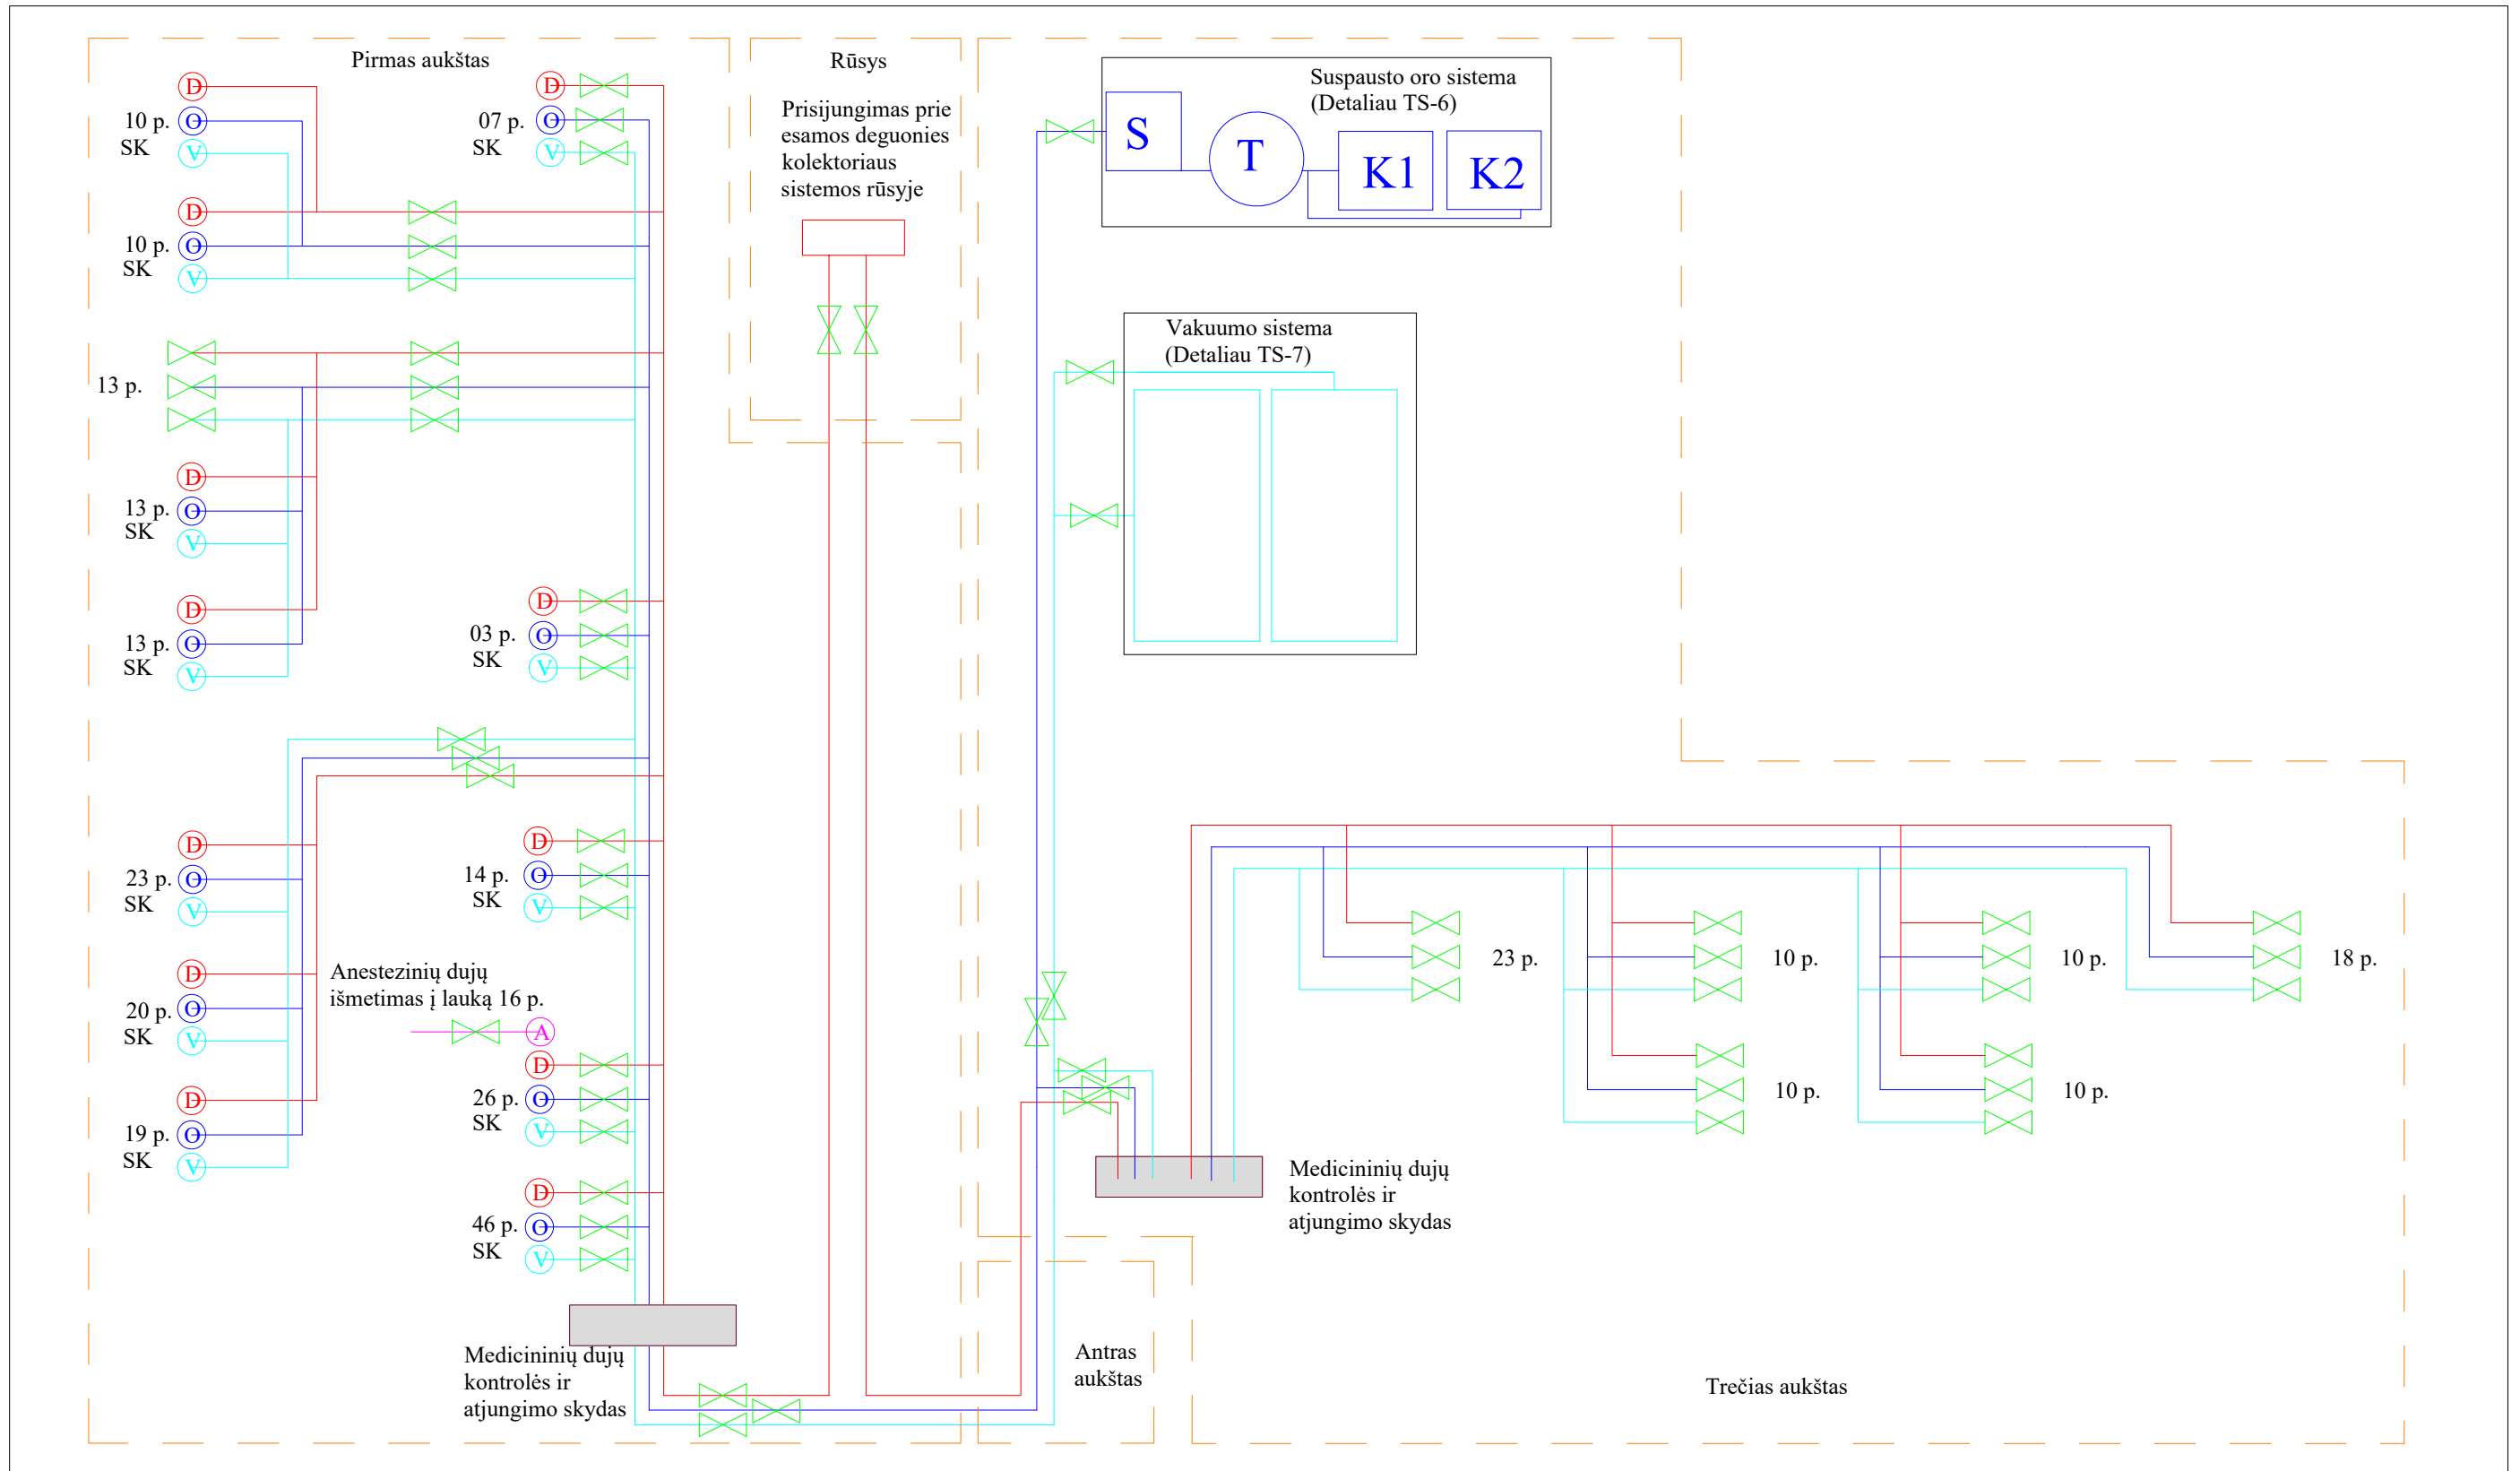 Pirmas aukštas
D
10 p.
O
SK
V
D
10 p.
O
SK
V
13 p.
D
13 p.
O
SK
V
D
13 p.
O
SK
V
D
23 p.
O
SK
V
D
20 p.
O
SK
V
D
19 p.
O
SK
V
D
07 p.
O
SK
V
D
03 p.
O
SK
V
D
14 p.
O
SK
V
Anestezinių dujų
išmetimas į lauką 16 p.
A
D
26 p.
O
SK
V
D
46 p.
O
SK
V
Medicininių dujų
kontrolės ir
atjungimo skydas
Rūsys
Prisijungimas prie
esamos deguonies
kolektoriaus
sistemos rūsyje
Suspausto oro sistema
(Detaliau TS-6)
S
T
K1
K2
Vakuumo sistema
(Detaliau TS-7)
23 p.
10 p.
10 p.
18 p.
10 p.
10 p.
Medicininių dujų
kontrolės ir
atjungimo skydas
Antras
aukštas
Trečias aukštas